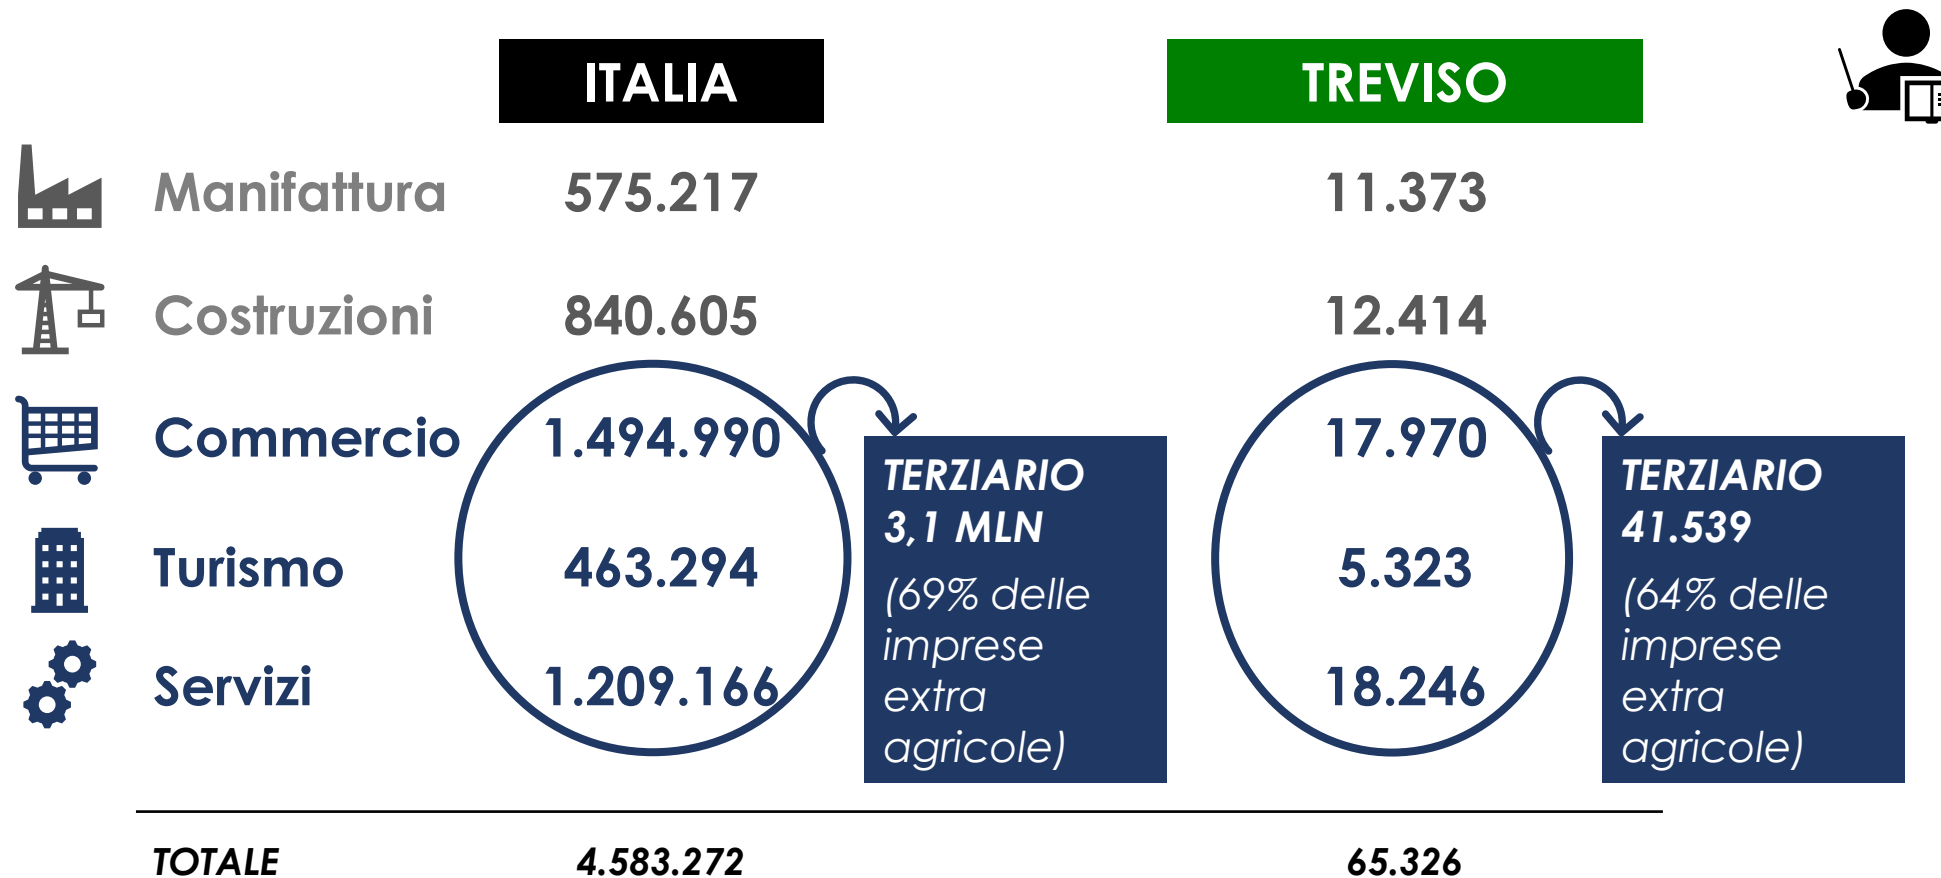 ITALIA TREVISO
Manifattura 575.217 11.373
Costruzioni 840.605 12.414
Commercio 1.494.990 17.970
Turismo 463.294 5.323
Servizi 1.209.166 18.246
TERZIARIO
3,1 MLN
(69% delle
imprese
extra
agricole)
TERZIARIO
41.539
(64% delle
imprese
extra
agricole)
TOTALE 4.583.272 65.326